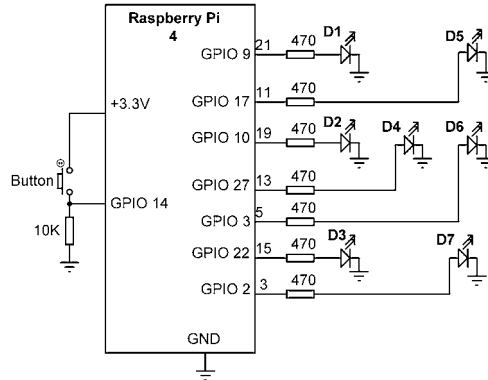 Raspberry Pi
4
GPIO 9
21
470
D1
D5
GPIO 17
11
470
+3.3V
GPIO 10
19
470
D2
D4
D6
Button
GPIO 27
13
470
GPIO 14
GPIO 3
5
470
10K
GPIO 22
15
470
D3
D7
GPIO 2
3
470
GND